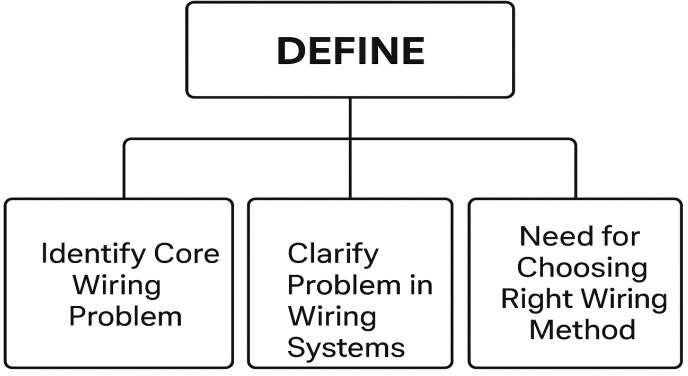 DEFINE
Identify Core
Wiring
Problem
Clarify
Problem in
Wiring
Systems
Need for
Choosing
Right Wiring
Method